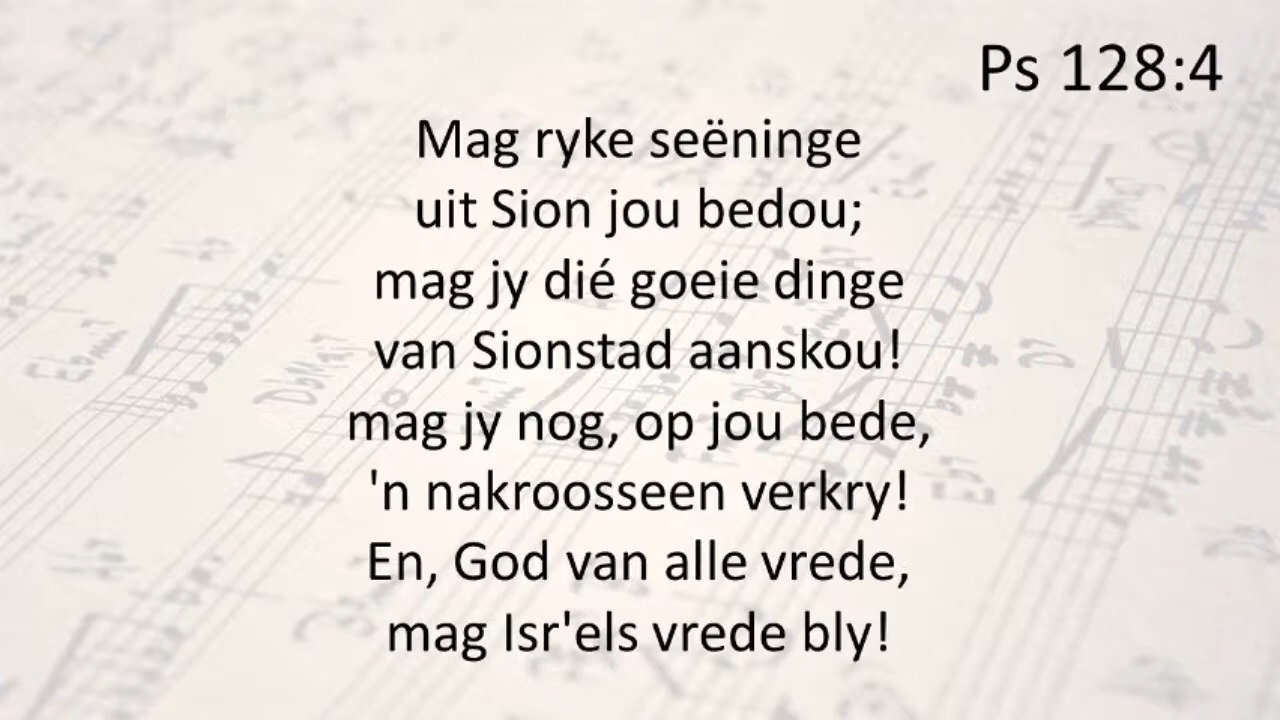 Ps 128:4
Mag ryke seëninge
uit Sion jou bedou;
mag jy dié goeie dinge
van Sionstad aanskou!
mag jy nog, op jou bede,
'n nakroosseen verkry!
En, God van alle vrede,
mag Isr'els vrede bly!